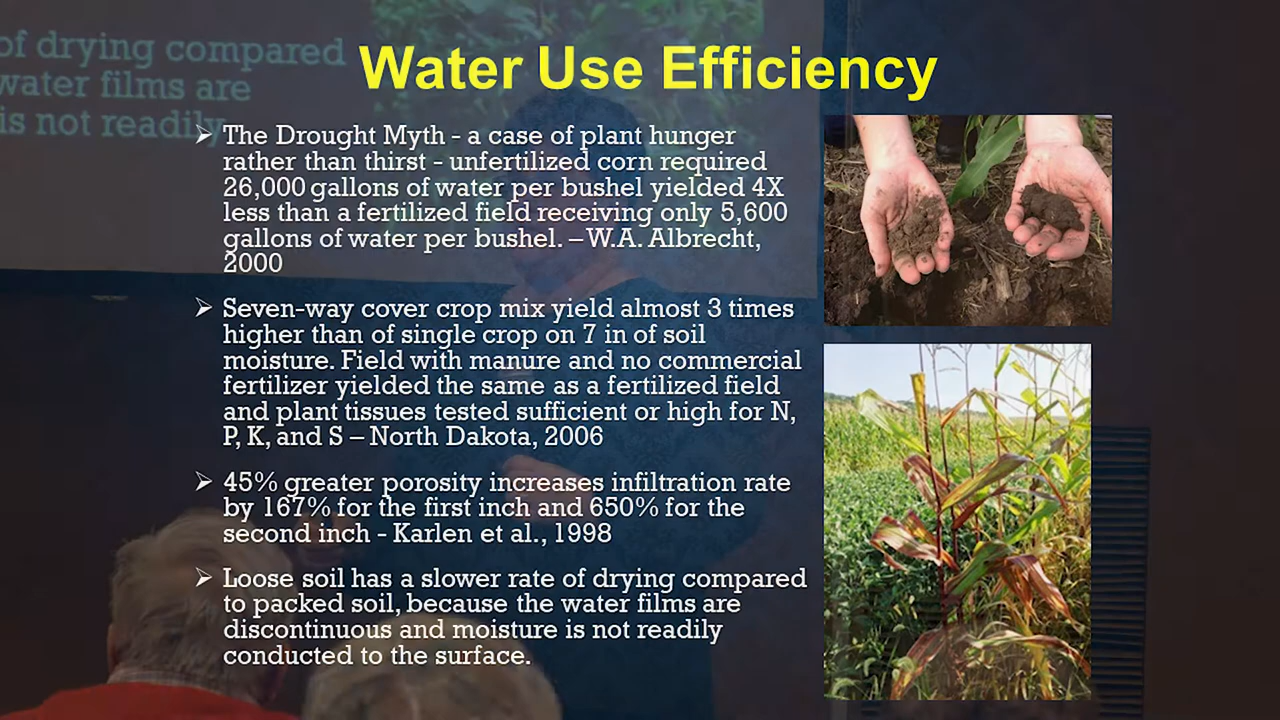 of drying compared
water films are
is not readily
Water Use Efficiency
➢ The Drought Myth - a case of plant hunger
rather than thirst - unfertilized corn required
26,000 gallons of water per bushel yielded 4X
less than a fertilized field receiving only 5,600
gallons of water per bushel. – W.A. Albrecht,
2000
➢ Seven-way cover crop mix yield almost 3 times
higher than of single crop on 7 in of soil
moisture. Field with manure and no commercial
fertilizer yielded the same as a fertilized field
and plant tissues tested sufficient or high for N,
P, K, and S – North Dakota, 2006
➢ 45% greater porosity increases infiltration rate
by 167% for the first inch and 650% for the
second inch - Karlen et al., 1998
➢ Loose soil has a slower rate of drying compared
to packed soil, because the water films are
discontinuous and moisture is not readily
conducted to the surface.